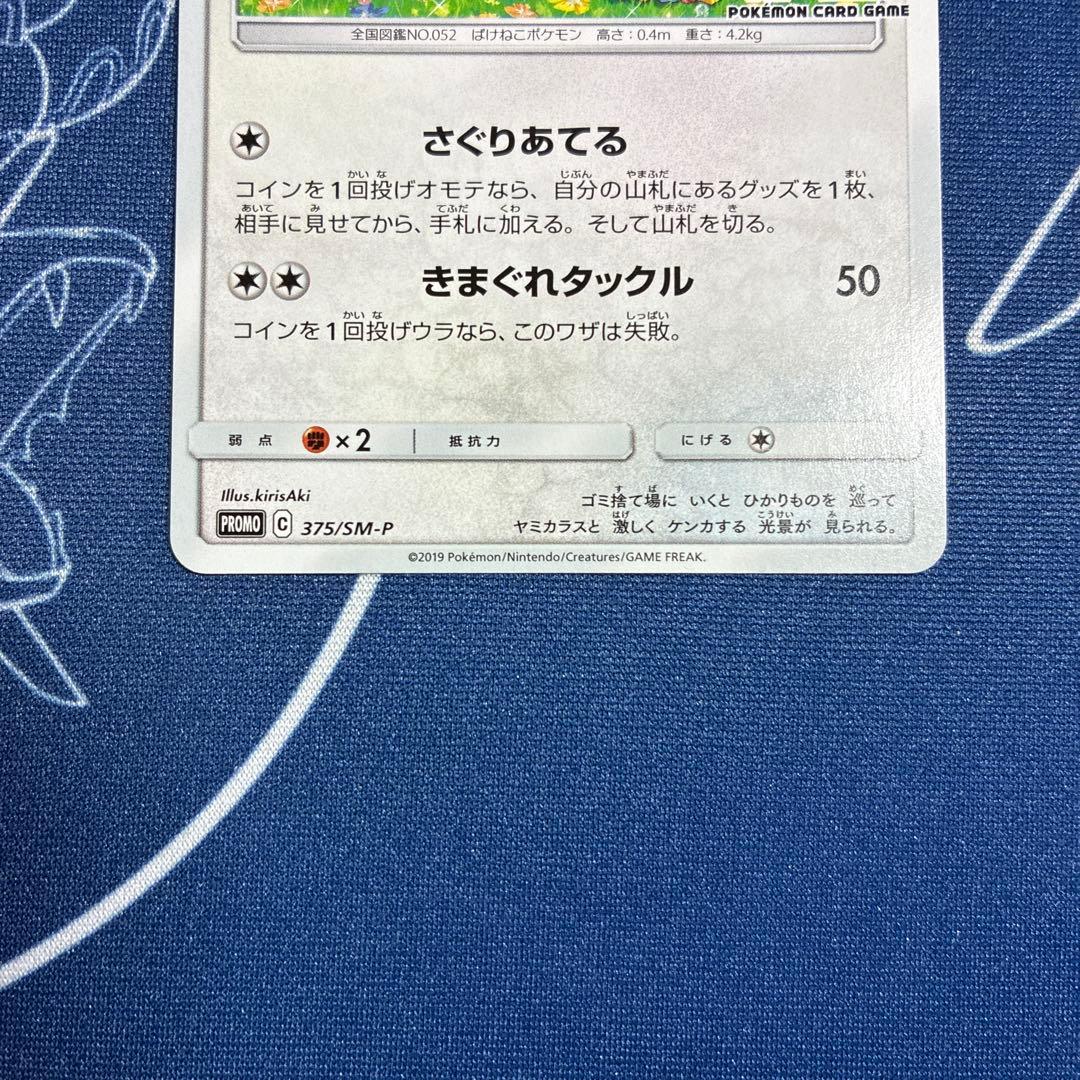 POKÉMON CARD GAME
全国図鑑NO.052 ばけねこポケモン 高さ：0.4m 重さ：4.2kg
さぐりあてる
コインを1回投げオモテなら、自分の山札にあるグッズを1枚、
相手に見せてから、手札に加える。そして山札を切る。
きまぐれタックル 50
コインを1回投げウラなら、このワザは失敗。
弱点 ×2 抵抗力 にげる
Illus.kirisAki
ゴミ捨て場に いくと ひかりものを 巡って
ヤミカラスと 激しく ケンカする 光景が 見られる。
PROMO C 375/SM-P
©2019 Pokémon/Nintendo/Creatures/GAME FREAK.